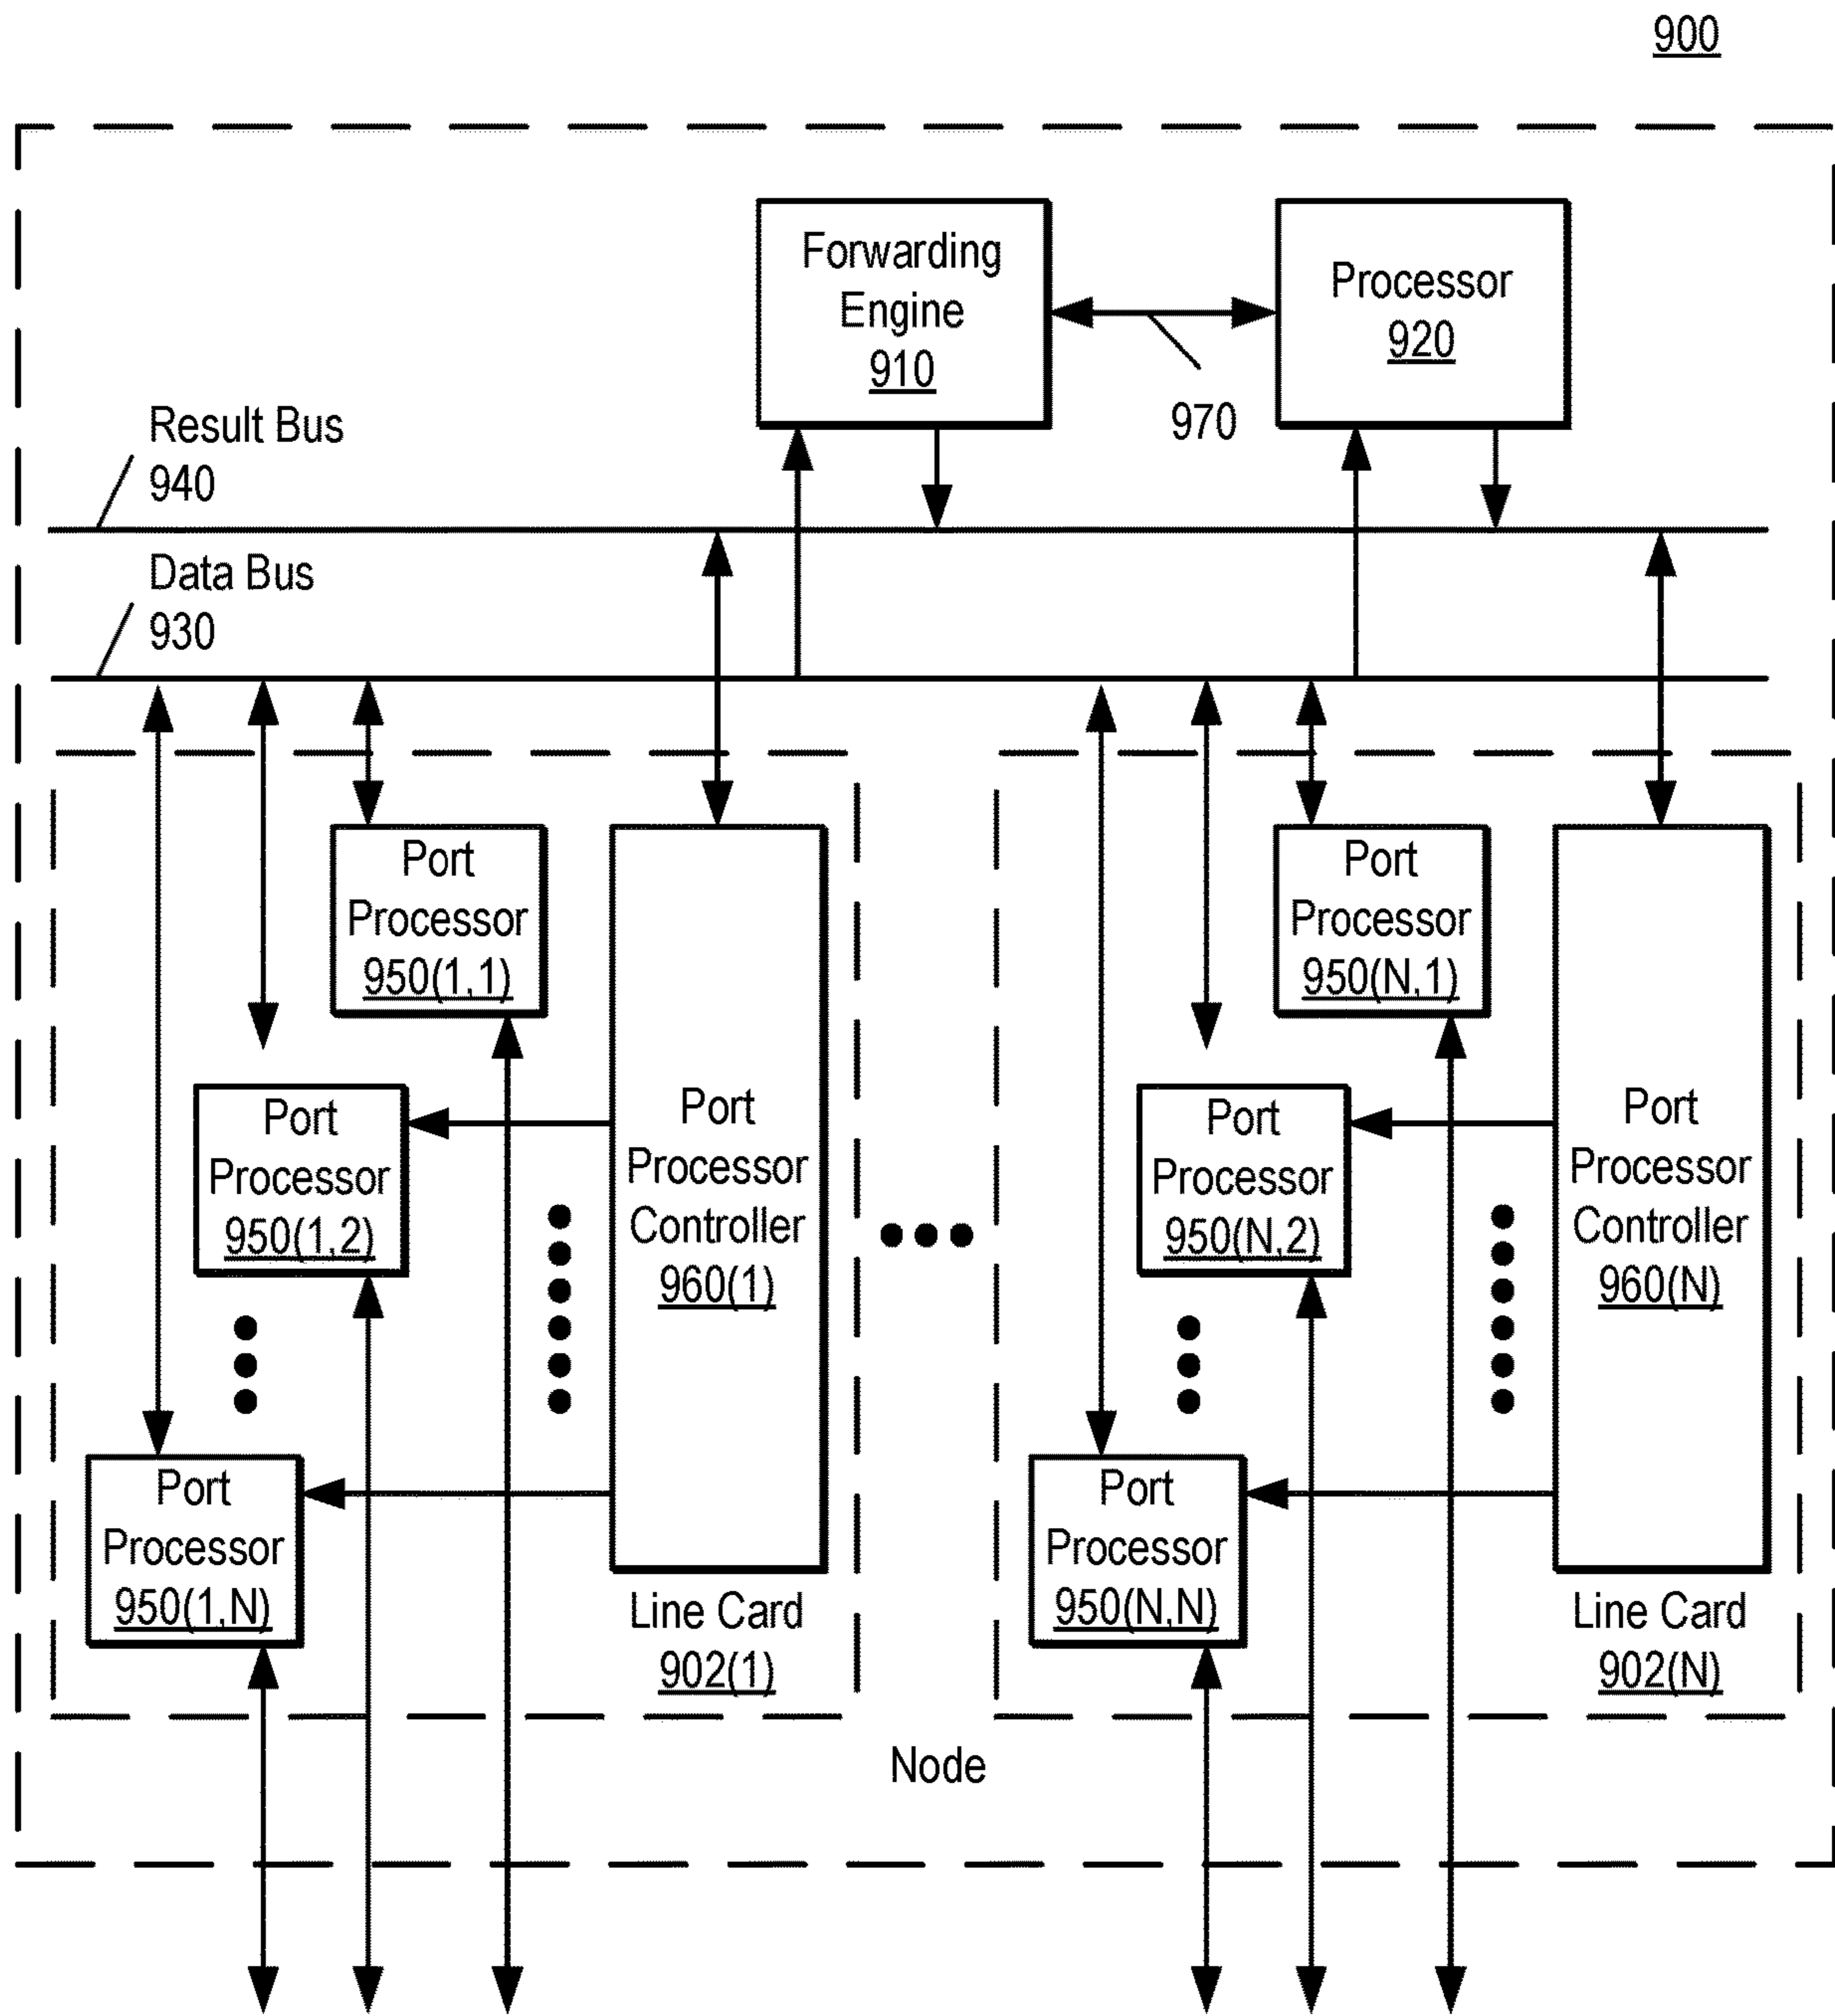 900
Forwarding
Engine
910
Processor
920
970
Result Bus
940
Data Bus
930
Port
Processor
950(1,1)
Port
Processor
950(1,2)
Port
Processor
950(1,N)
Port
Processor
Controller
960(1)
Line Card
902(1)
Port
Processor
950(N,1)
Port
Processor
950(N,2)
Port
Processor
950(N,N)
Port
Processor
Controller
960(N)
Line Card
902(N)
Node